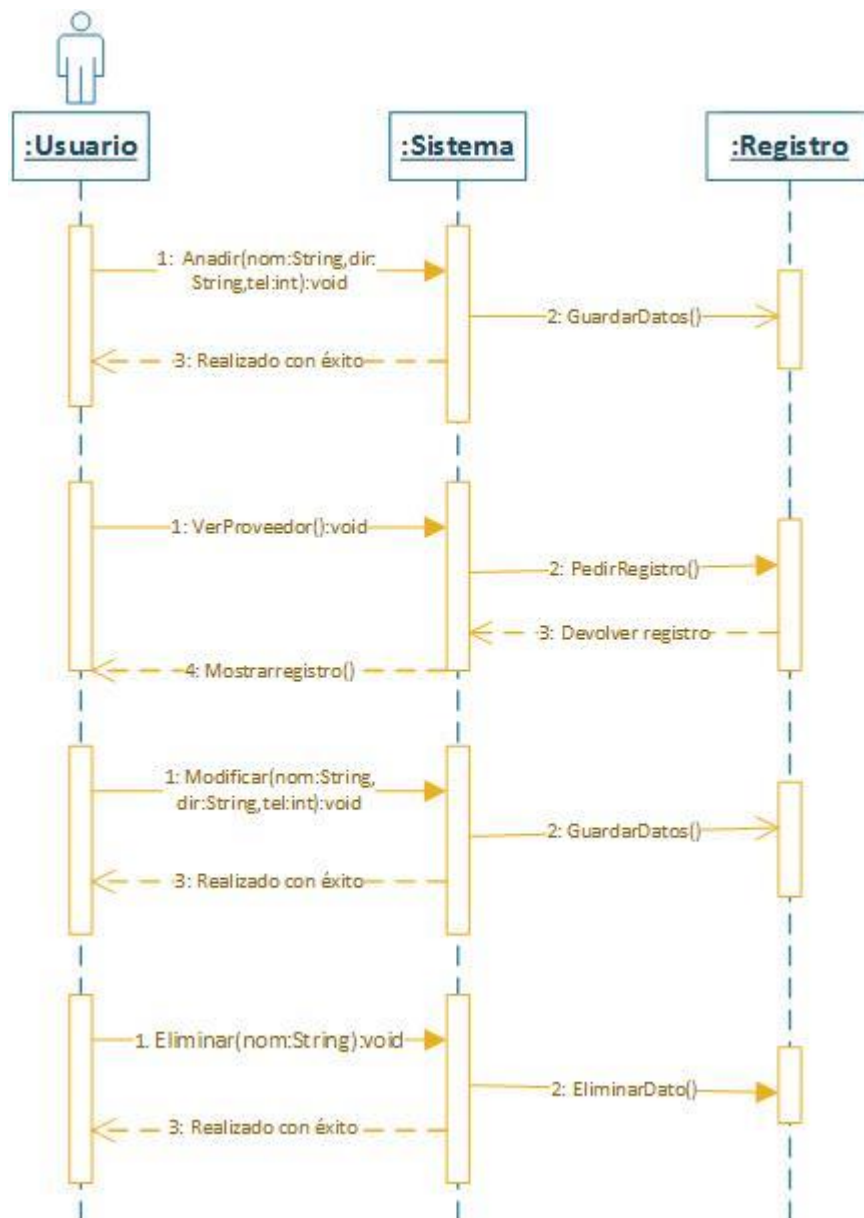 :Usuario
:Sistema
:Registro
1: Anadir(nom:String,dir:
String,tel:int):void
2: GuardarDatos()
3: Realizado con éxito
1: VerProveedor():void
2: PedirRegistro()
3: Devolver registro
4: Mostrarregistro()
1: Modificar(nom:String,
dir:String,tel:int):void
2: GuardarDatos()
3: Realizado con éxito
1. Eliminar(nom:String):void
2: EliminarDato()
3: Realizado con éxito